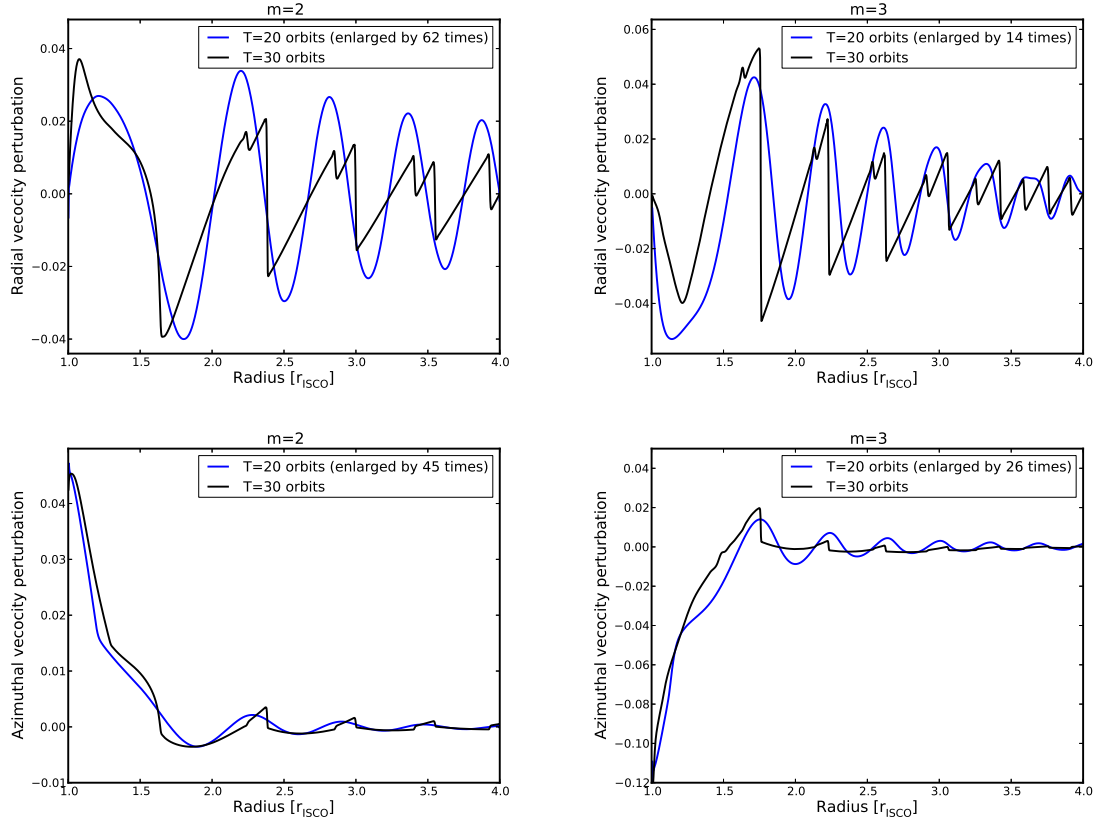 m=2
T=20 orbits (enlarged by 62 times)
T=30 orbits
0.04
0.02
0.00
−0.02
−0.04
Radial vecocity perturbation
1.0 1.5 2.0 2.5 3.0 3.5 4.0
Radius [r_ISCO]
m=3
T=20 orbits (enlarged by 14 times)
T=30 orbits
0.06
0.04
0.02
0.00
−0.02
−0.04
Radial vecocity perturbation
1.0 1.5 2.0 2.5 3.0 3.5 4.0
Radius [r_ISCO]
m=2
T=20 orbits (enlarged by 45 times)
T=30 orbits
0.04
0.03
0.02
0.01
0.00
−0.01
Azimuthal vecocity perturbation
1.0 1.5 2.0 2.5 3.0 3.5 4.0
Radius [r_ISCO]
m=3
T=20 orbits (enlarged by 26 times)
T=30 orbits
0.04
0.02
0.00
−0.02
−0.04
−0.06
−0.08
−0.10
−0.12
Azimuthal vecocity perturbation
1.0 1.5 2.0 2.5 3.0 3.5 4.0
Radius [r_ISCO]